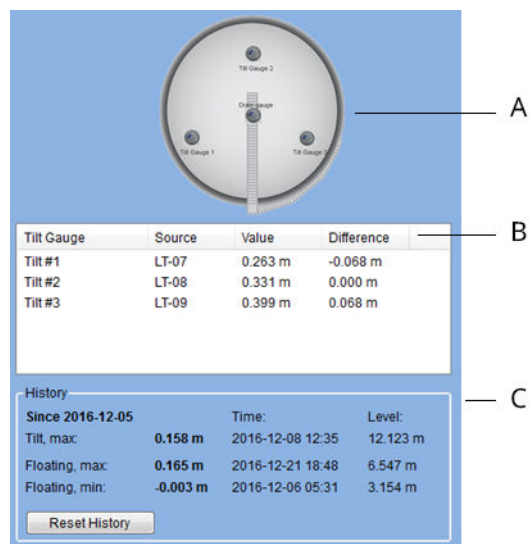 Tilt Gauge 2
A
Drain gauge
Tilt Gauge 1
Tilt Gauge 3
B
Tilt Gauge Source Value Difference
Tilt #1 LT-07 0.263 m -0.068 m
Tilt #2 LT-08 0.331 m 0.000 m
Tilt #3 LT-09 0.399 m 0.068 m
History
C
Since 2016-12-05 Time: Level:
Tilt, max: 0.158 m 2016-12-08 12:35 12.123 m
Floating, max: 0.165 m 2016-12-21 18:48 6.547 m
Floating, min: -0.003 m 2016-12-06 05:31 3.154 m
Reset History